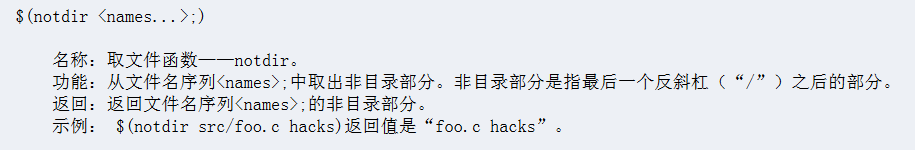 $(notdir <names...>;)
名称：取文件函数——notdir。
功能：从文件名序列<names>;中取出非目录部分。非目录部分是指最后一个反斜杠（“/”）之后的部分。
返回：返回文件名序列<names>;的非目录部分。
示例： $(notdir src/foo.c hacks)返回值是“foo.c hacks”。